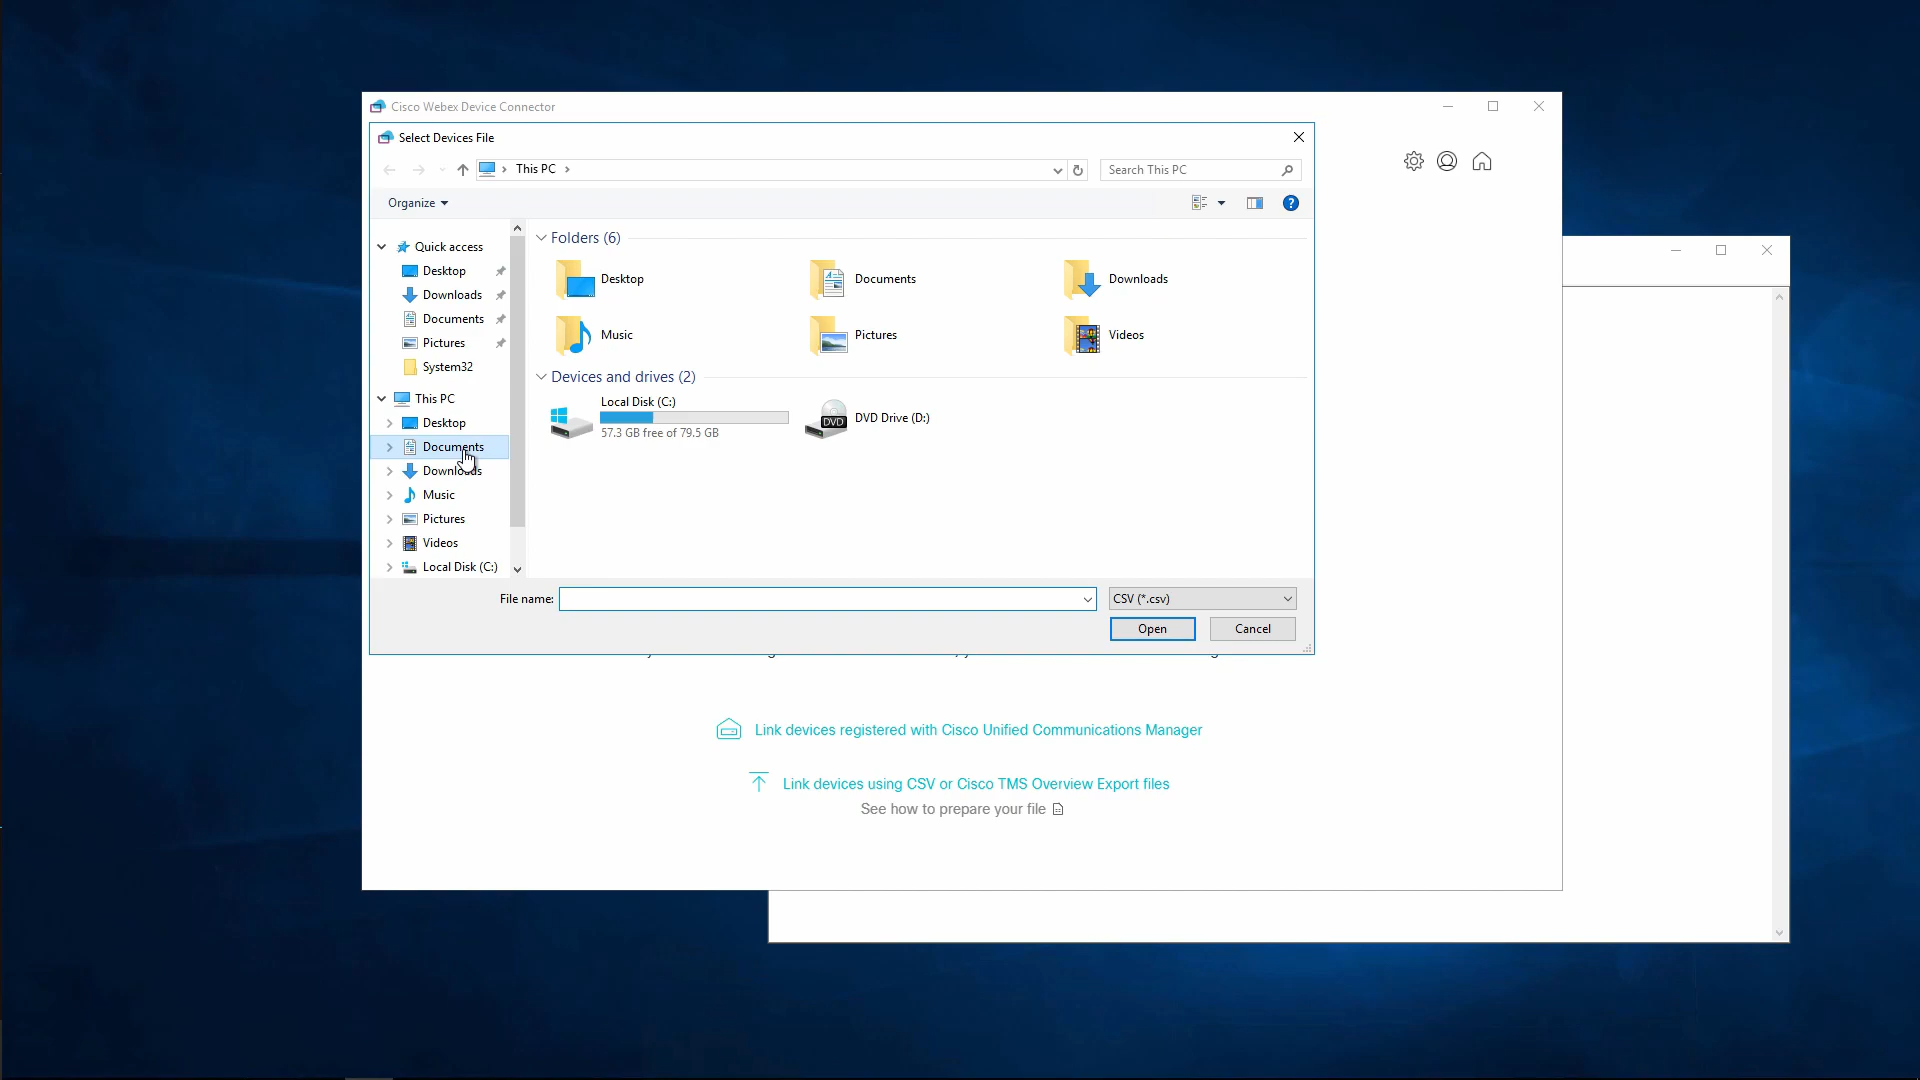 Cisco Webex Device Connector
Select Devices File
This PC
Search This PC
Organize
?
Quick access
Desktop
Downloads
Documents
Pictures
System32
This PC
Desktop
Documents
Downloads
Music
Pictures
Videos
Local Disk (C:)
Folders (6)
Desktop
Documents
Downloads
Music
Pictures
Videos
Devices and drives (2)
Local Disk (C:)
57.3 GB free of 79.5 GB
DVD
DVD Drive (D:)
File name:
CSV (*.csv)
Open
Cancel
Link devices registered with Cisco Unified Communications Manager
Link devices using CSV or Cisco TMS Overview Export files
See how to prepare your file